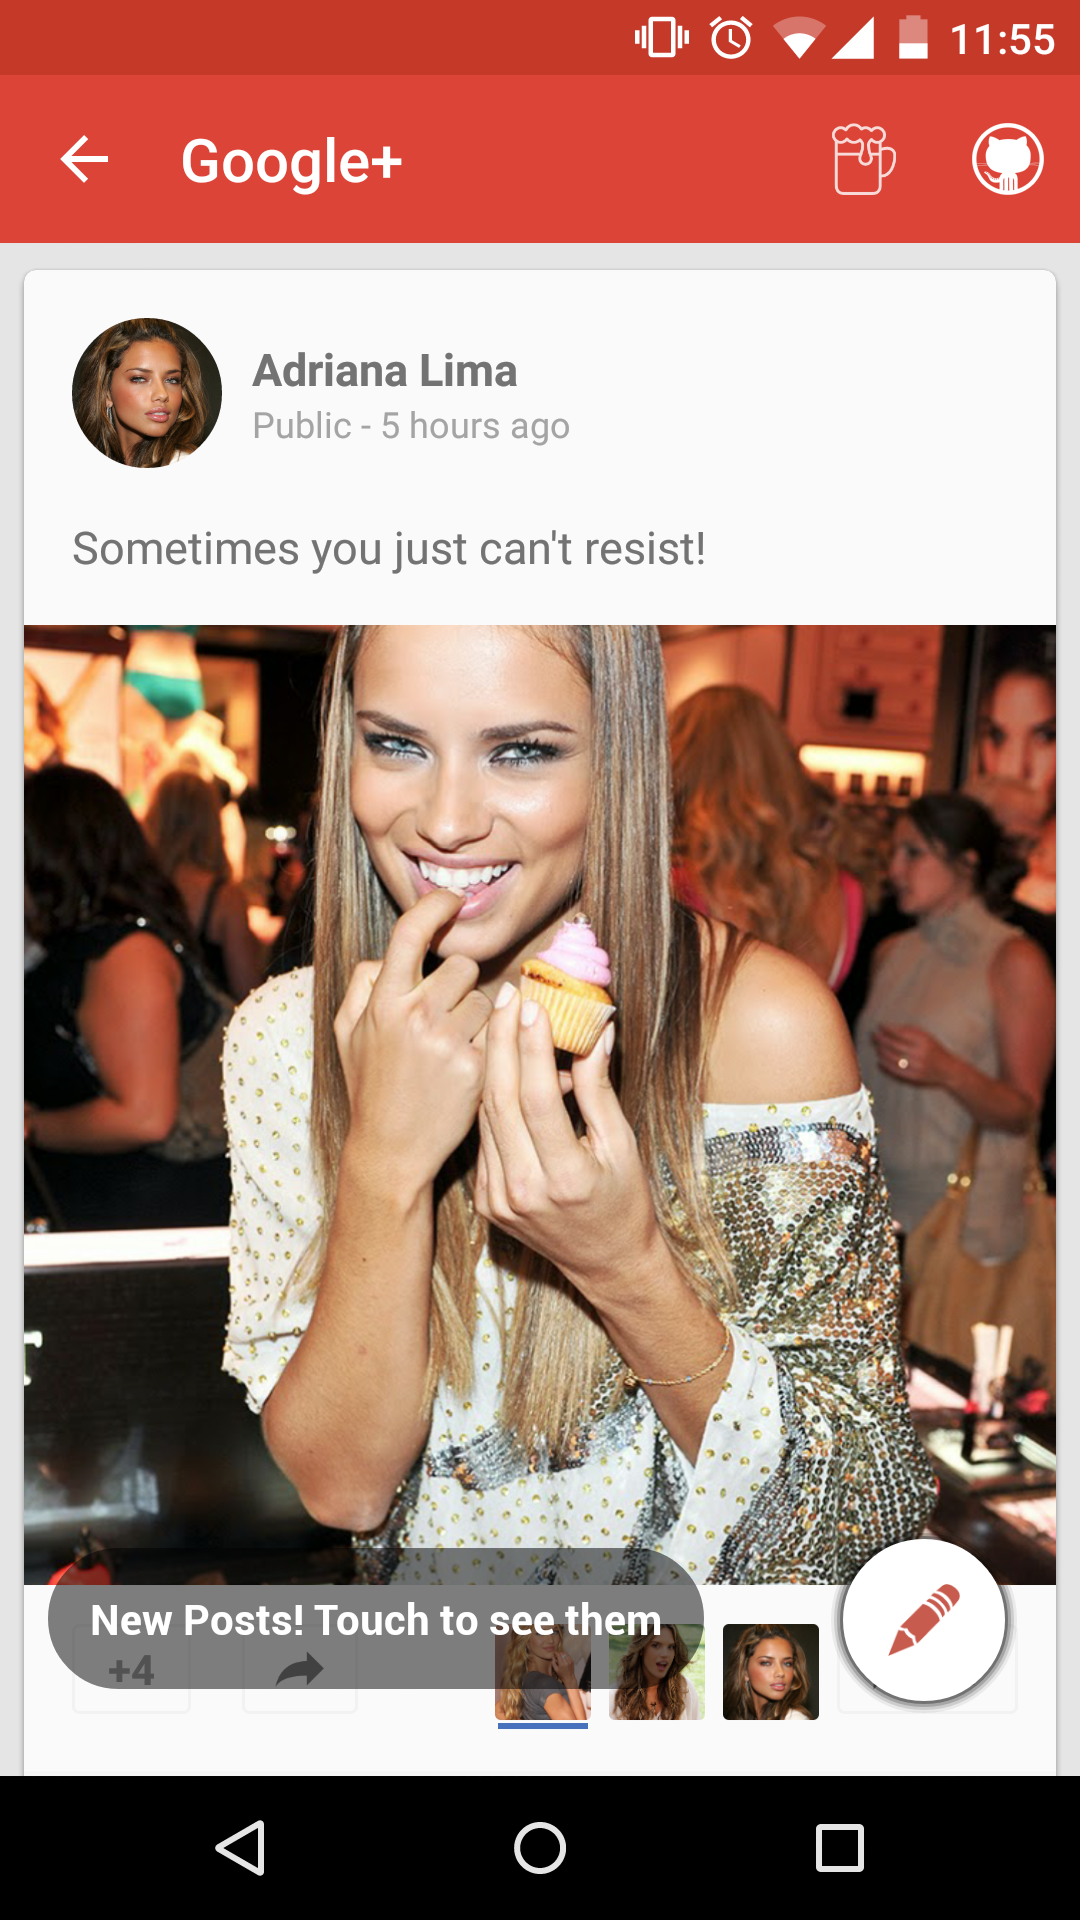 11:55
Google+
Adriana Lima
Public - 5 hours ago
Sometimes you just can't resist!
New Posts! Touch to see them
+4